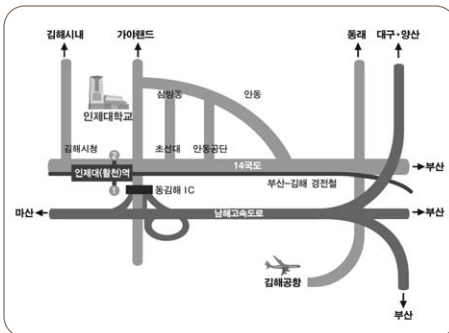 김해시내
가야랜드
동래
대구·양산
삼방동
안동
인제대학교
김해시청
초선대
안동공단
2
14국도
부산
인제대(활천)역
부산-김해 경전철
1
동김해 IC
마산
남해고속도로
부산
김해공항
부산